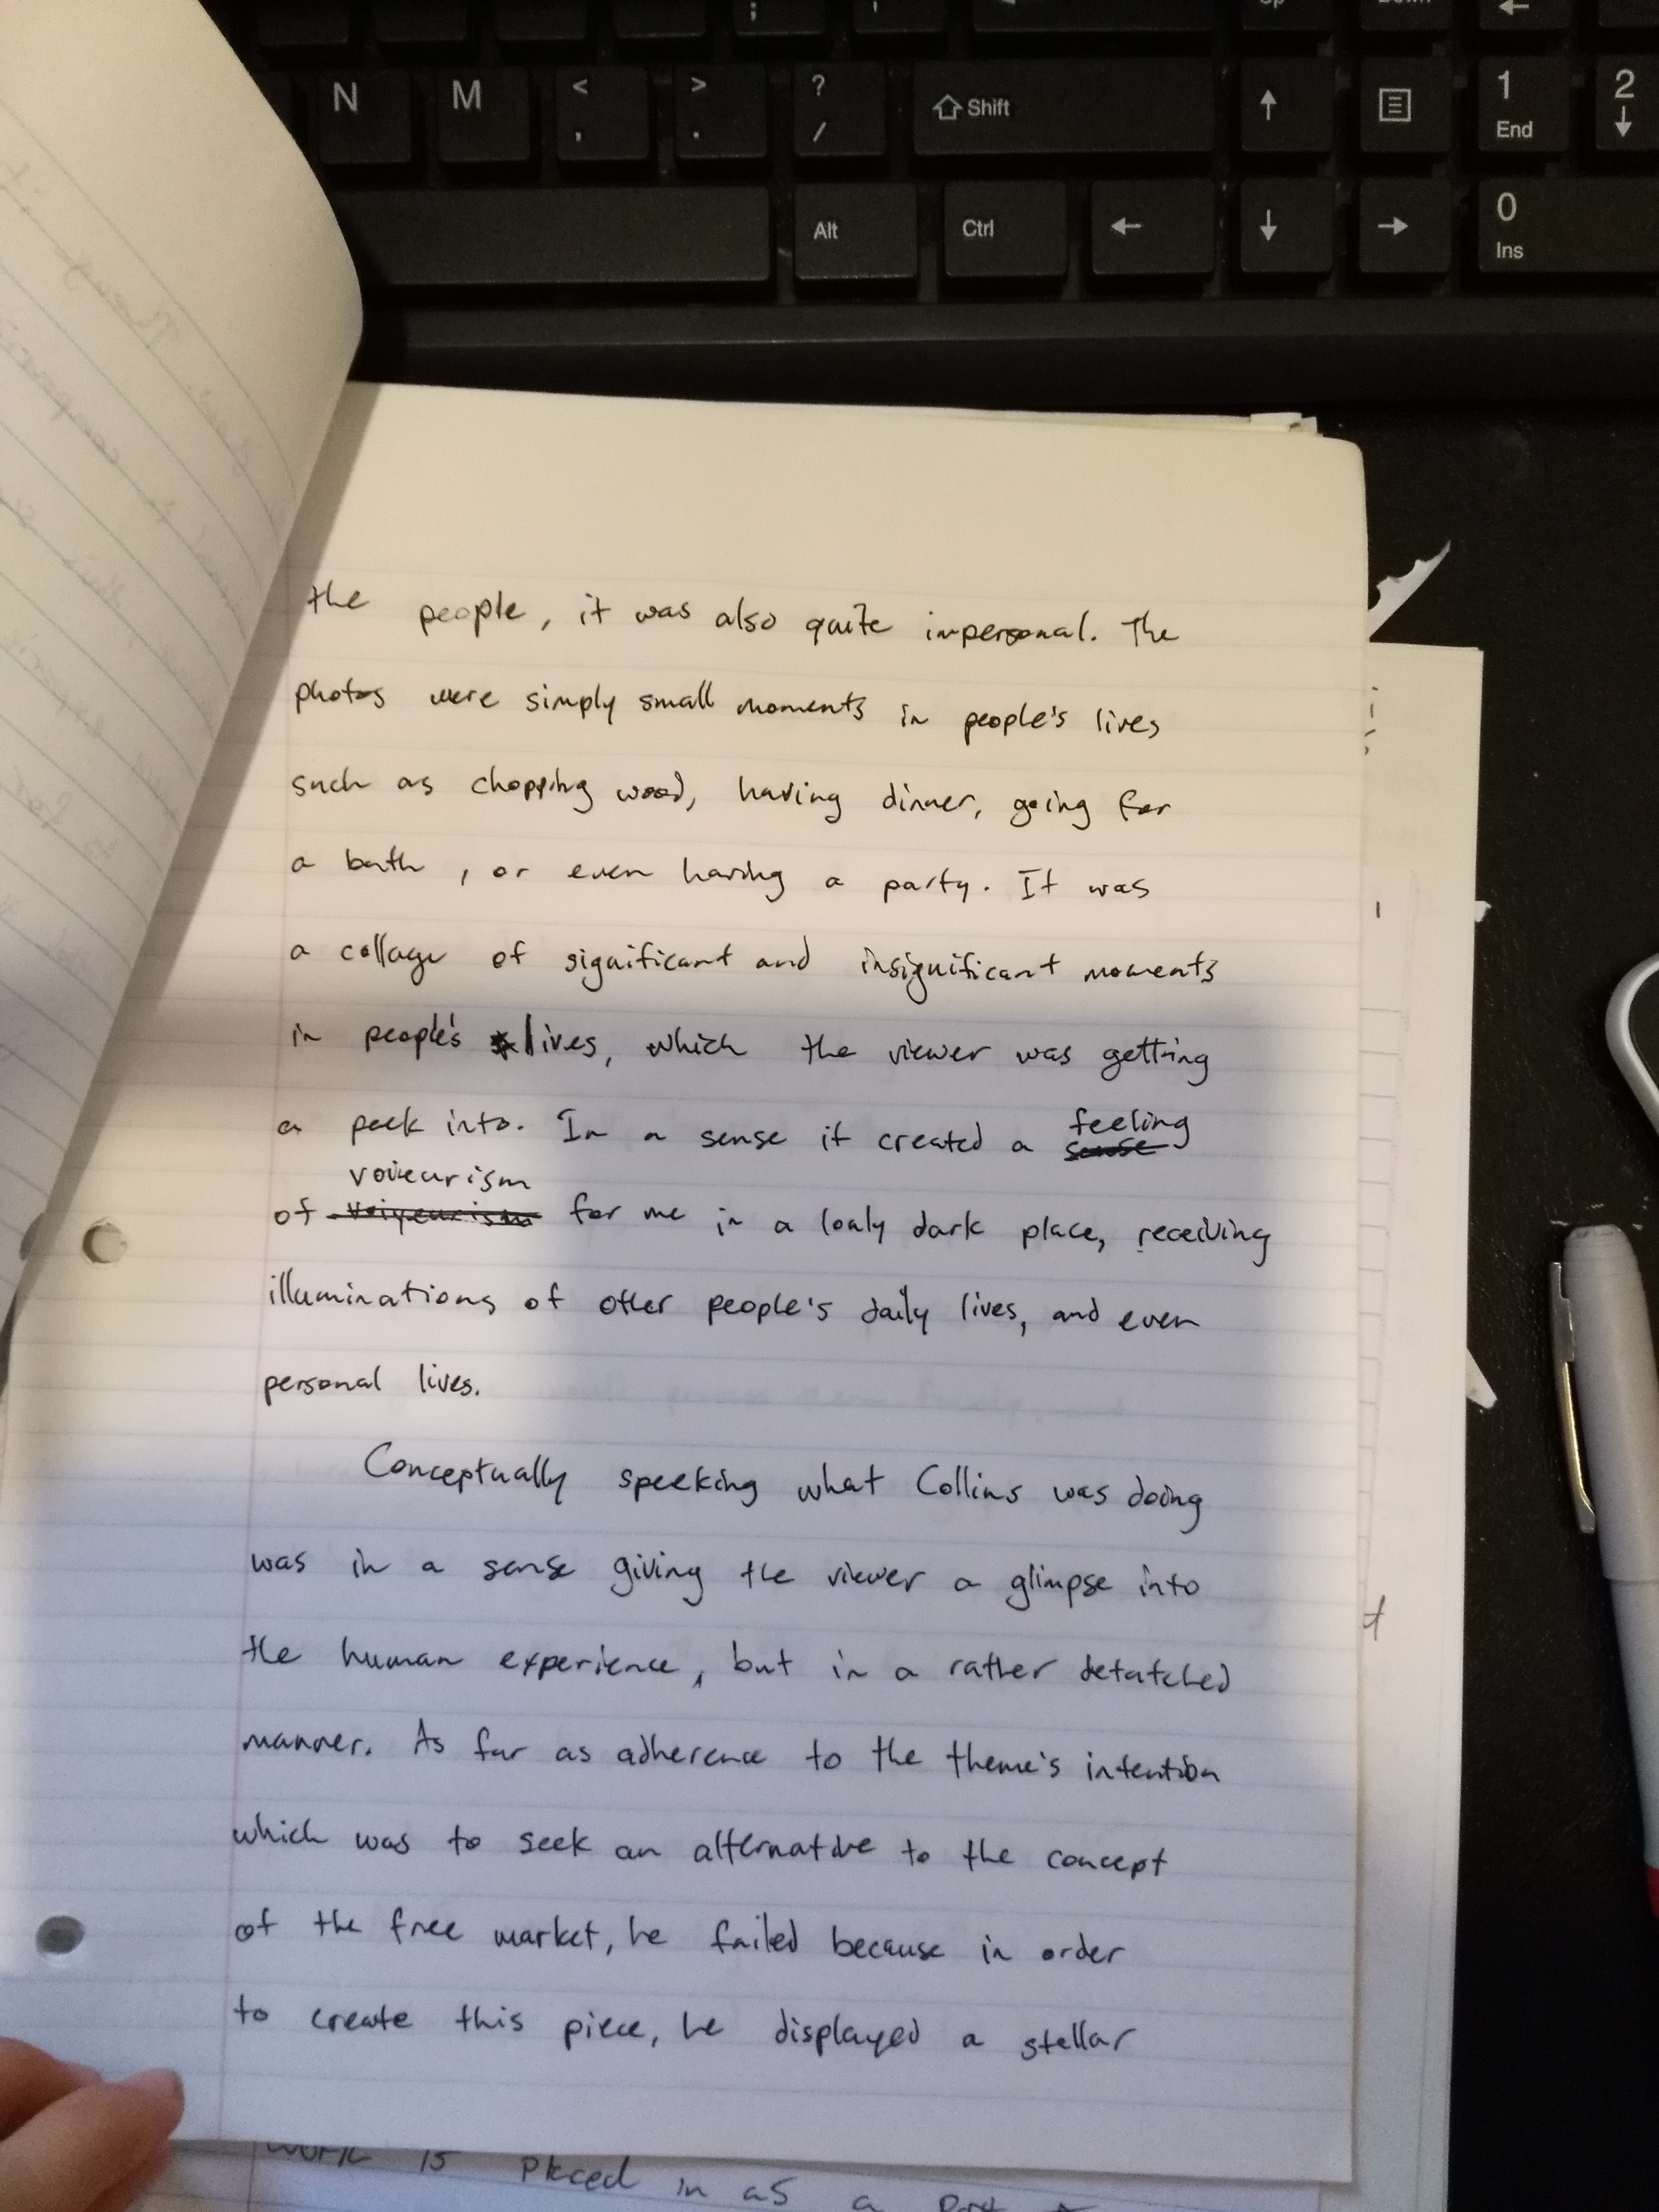 ; '
Sp Down ←
N M < , > . ? / ⇧ Shift ↑ 1 End 2 ↓
Alt Ctrl ← ↓ → 0 Ins
the people, it was also quite impersonal. The
photos were simply small moments in people's lives
such as chopping wood, having dinner, going for
a bath, or even having a party. It was
a collage of significant and insignificant moments
in people's lives, which the viewer was getting
a peek into. In a sense it created a feeling
sense
voieurism
of voiyeurism for me in a lonly dark place, receiving
illuminations of other people's daily lives, and even
personal lives.
Conceptually speeking what Collins was doing
was in a sense giving the viewer a glimpse into
the human experience, but in a rather detatched
manner. As far as adherence to the theme's intention
which was to seek an alternative to the concept
of the free market, he failed because in order
to create this piece, he displayed a stellar
work is placed in as a